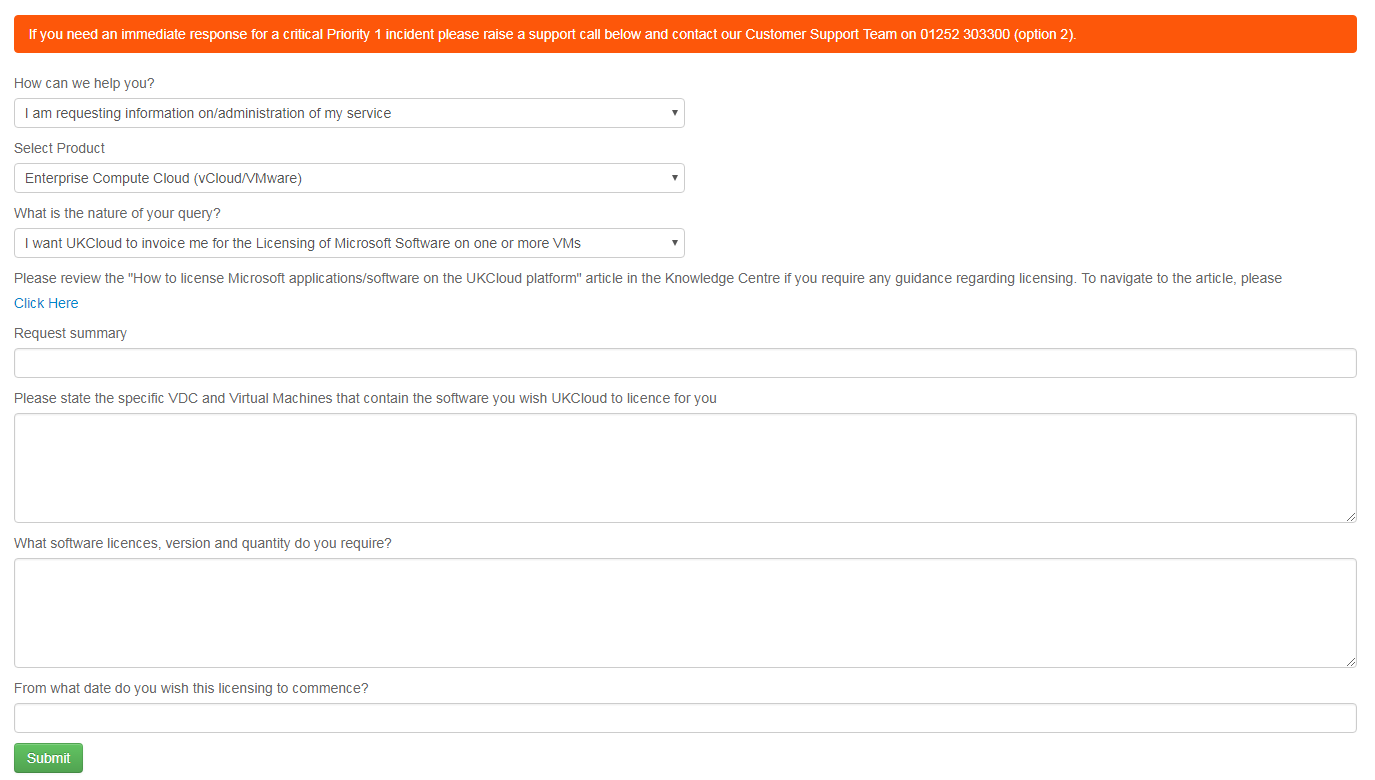 If you need an immediate response for a critical Priority 1 incident please raise a support call below and contact our Customer Support Team on 01252 303300 (option 2).
How can we help you?
I am requesting information on/administration of my service
Select Product
Enterprise Compute Cloud (vCloud/VMware)
What is the nature of your query?
I want UKCloud to invoice me for the Licensing of Microsoft Software on one or more VMs
Please review the "How to license Microsoft applications/software on the UKCloud platform" article in the Knowledge Centre if you require any guidance regarding licensing. To navigate to the article, please
Click Here
Request summary
Please state the specific VDC and Virtual Machines that contain the software you wish UKCloud to licence for you
What software licences, version and quantity do you require?
From what date do you wish this licensing to commence?
Submit